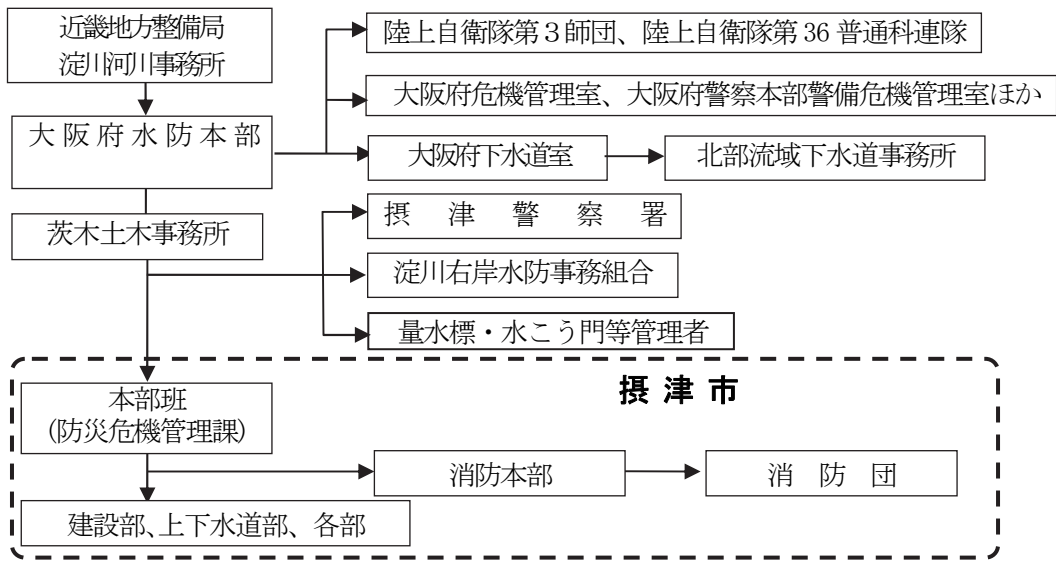 近畿地方整備局
淀川河川事務所
陸上自衛隊第３師団、陸上自衛隊第 36 普通科連隊
大阪府危機管理室、大阪府警察本部警備危機管理室ほか
大阪府水防本部
大阪府下水道室
北部流域下水道事務所
摂津警察署
茨木土木事務所
淀川右岸水防事務組合
量水標・水こう門等管理者
摂津市
本部班
(防災危機管理課)
消防本部
消防団
建設部、上下水道部、各部